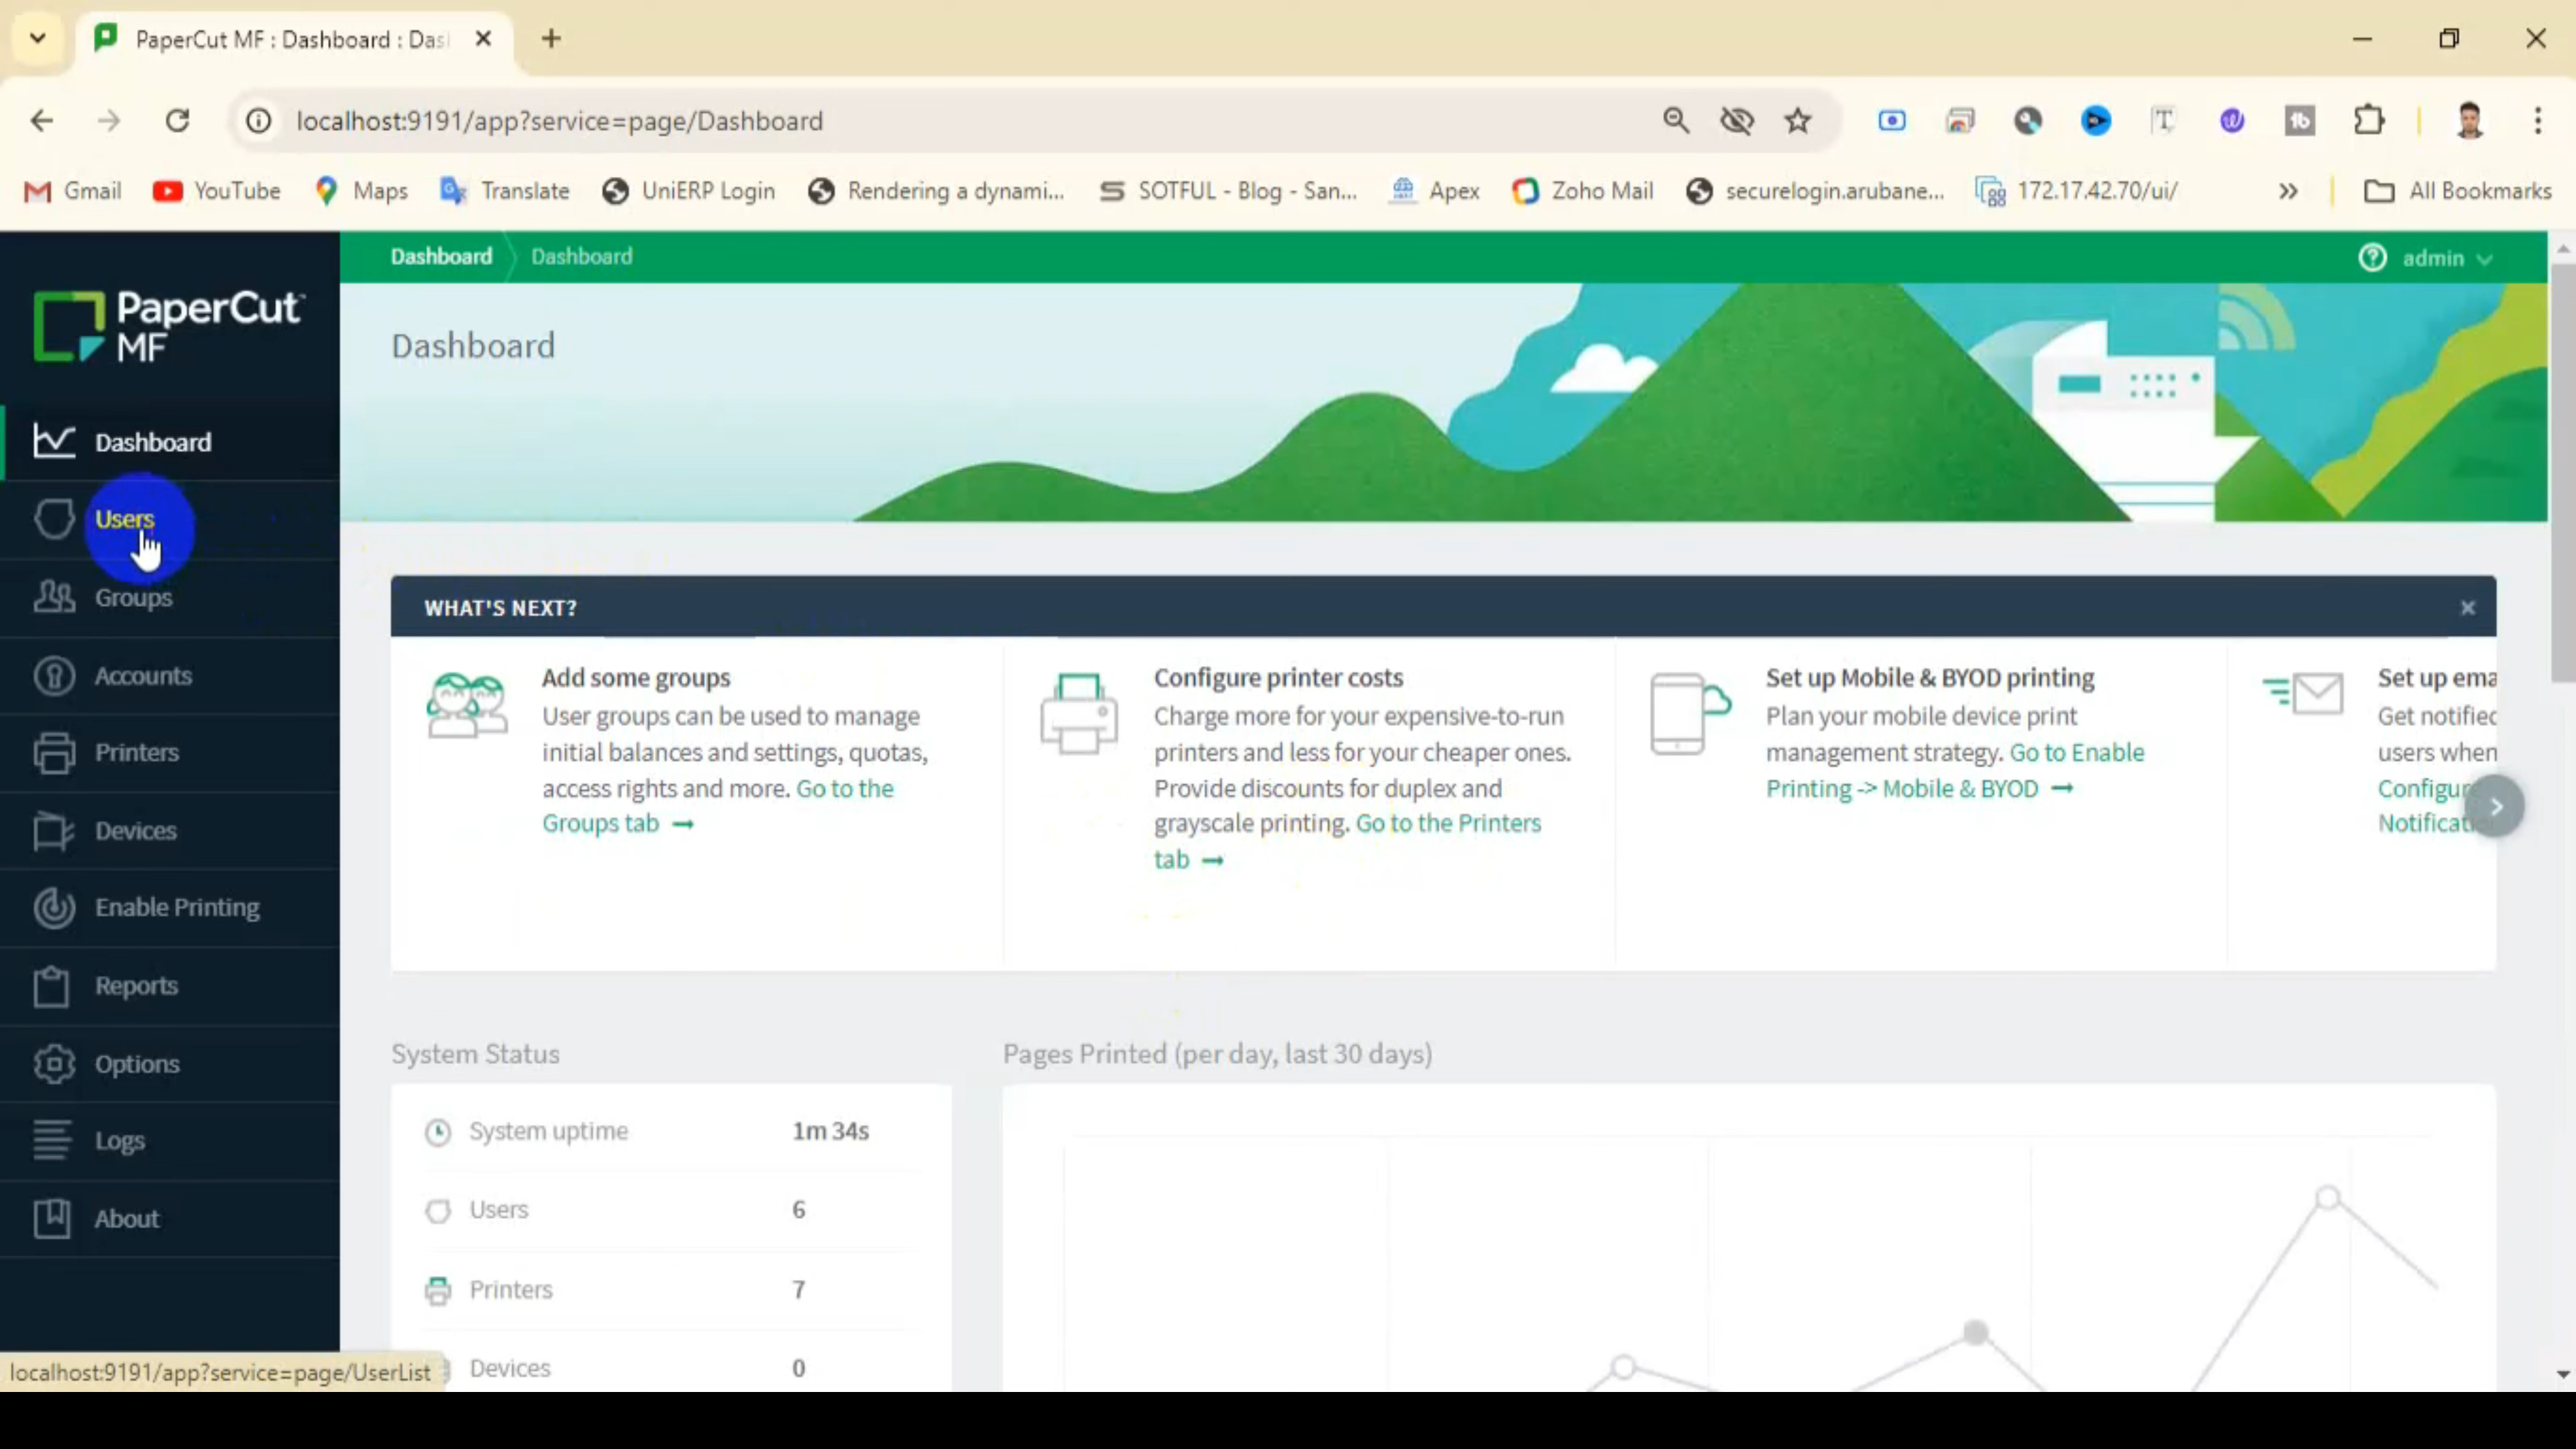 PaperCut MF : Dashboard : Das
localhost:9191/app?service=page/Dashboard
Gmail
YouTube
Maps
Translate
UniERP Login
Rendering a dynami...
SOTFUL - Blog - San...
Apex
Zoho Mail
securelogin.arubane...
172.17.42.70/ui/
All Bookmarks
PaperCut
MF
Dashboard
Users
Groups
Accounts
Printers
Devices
Enable Printing
Reports
Options
Logs
About
localhost:9191/app?service=page/UserList
Dashboard Dashboard
admin
Dashboard
WHAT'S NEXT?
Add some groups
User groups can be used to manage
initial balances and settings, quotas,
access rights and more. Go to the
Groups tab →
Configure printer costs
Charge more for your expensive-to-run
printers and less for your cheaper ones.
Provide discounts for duplex and
grayscale printing. Go to the Printers
tab →
Set up Mobile & BYOD printing
Plan your mobile device print
management strategy. Go to Enable
Printing -> Mobile & BYOD →
Set up ema
Get notified
users when
Configur
Notificati
System Status
System uptime 1m 34s
Users 6
Printers 7
Devices 0
Pages Printed (per day, last 30 days)